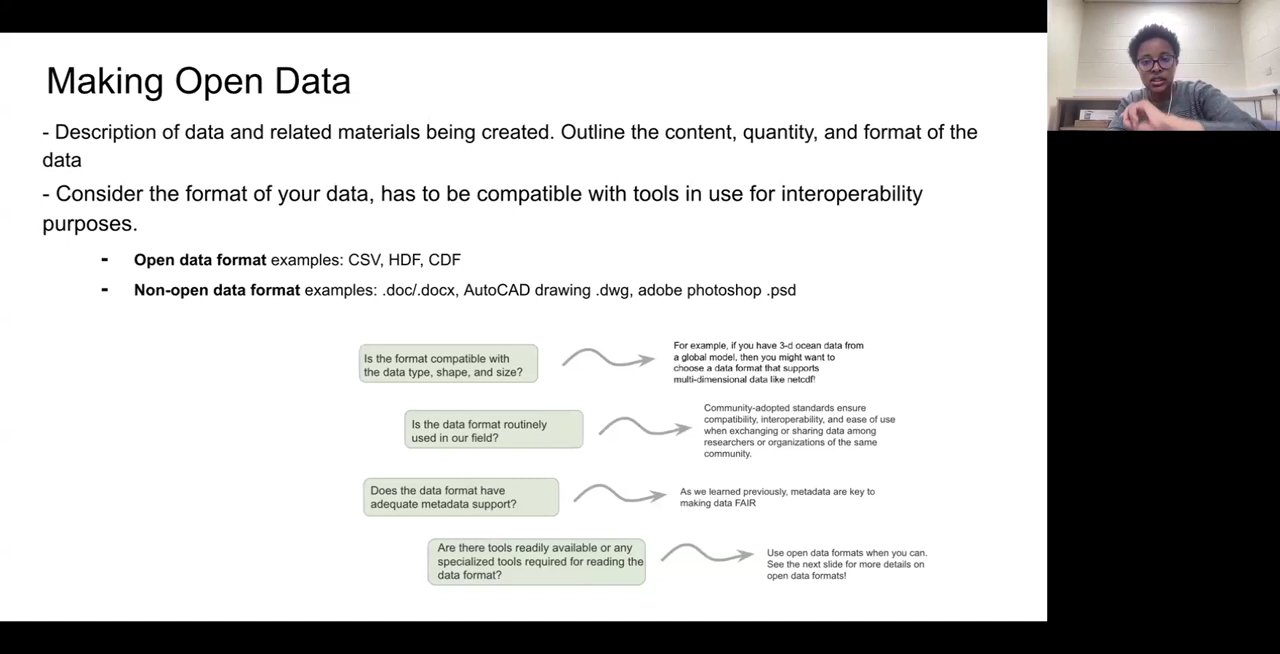 Making Open Data
- Description of data and related materials being created. Outline the content, quantity, and format of the
data
- Consider the format of your data, has to be compatible with tools in use for interoperability
purposes.
- Open data format examples: CSV, HDF, CDF
- Non-open data format examples: .doc/.docx, AutoCAD drawing .dwg, adobe photoshop .psd
Is the format compatible with
the data type, shape, and size?
For example, if you have 3-d ocean data from
a global model, then you might want to
choose a data format that supports
multi-dimensional data like netcdf!
Is the data format routinely
used in our field?
Community-adopted standards ensure
compatibility, interoperability, and ease of use
when exchanging or sharing data among
researchers or organizations of the same
community.
Does the data format have
adequate metadata support?
As we learned previously, metadata are key to
making data FAIR
Are there tools readily available or any
specialized tools required for reading the
data format?
Use open data formats when you can.
See the next slide for more details on
open data formats!